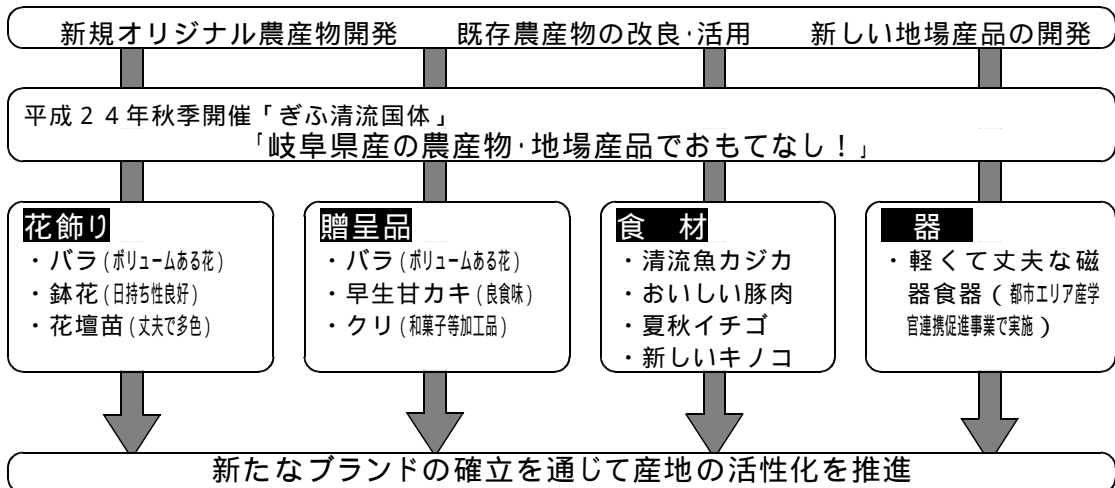 新規オリジナル農産物開発　　既存農産物の改良･活用　　新しい地場産品の開発
平成２４年秋季開催「ぎふ清流国体」
「岐阜県産の農産物･地場産品でおもてなし！」
花飾り
・バラ(ボリュームある花)
・鉢花(日持ち性良好)
・花壇苗(丈夫で多色)
贈呈品
・バラ(ボリュームある花)
・早生甘カキ(良食味)
・クリ(和菓子等加工品)
食　材
・清流魚カジカ
・おいしい豚肉
・夏秋イチゴ
・新しいキノコ
器
・軽くて丈夫な磁
器食器（都市エリア産学
官連携促進事業で実施）
新たなブランドの確立を通じて産地の活性化を推進